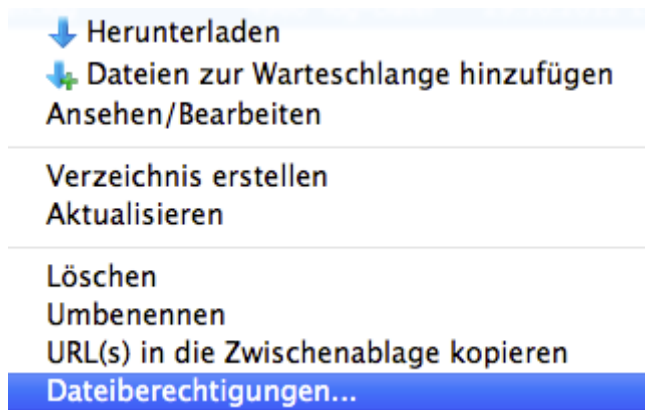 Herunterladen
Dateien zur Warteschlange hinzufügen
Ansehen/Bearbeiten
Verzeichnis erstellen
Aktualisieren
Löschen
Umbenennen
URL(s) in die Zwischenablage kopieren
Dateiberechtigungen...